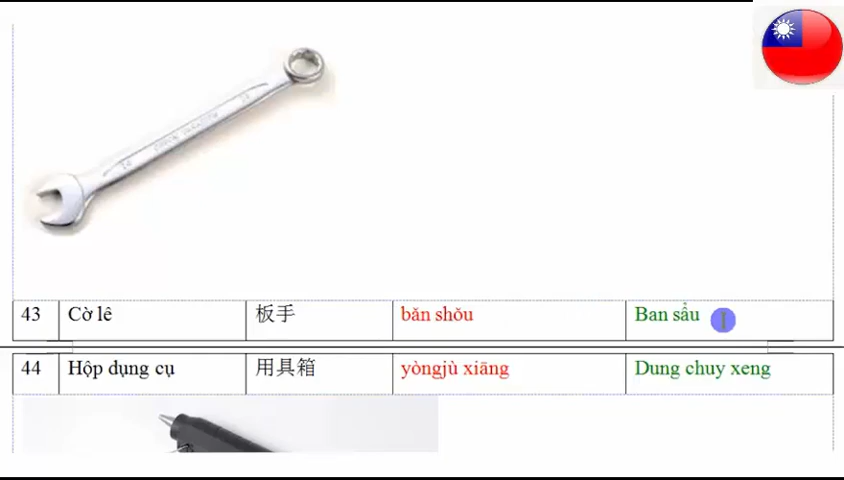 43 Cờ lê 板手 bǎn shǒu Ban sẩu
44 Hộp dụng cụ 用具箱 yòngjù xiāng Dung chuy xeng